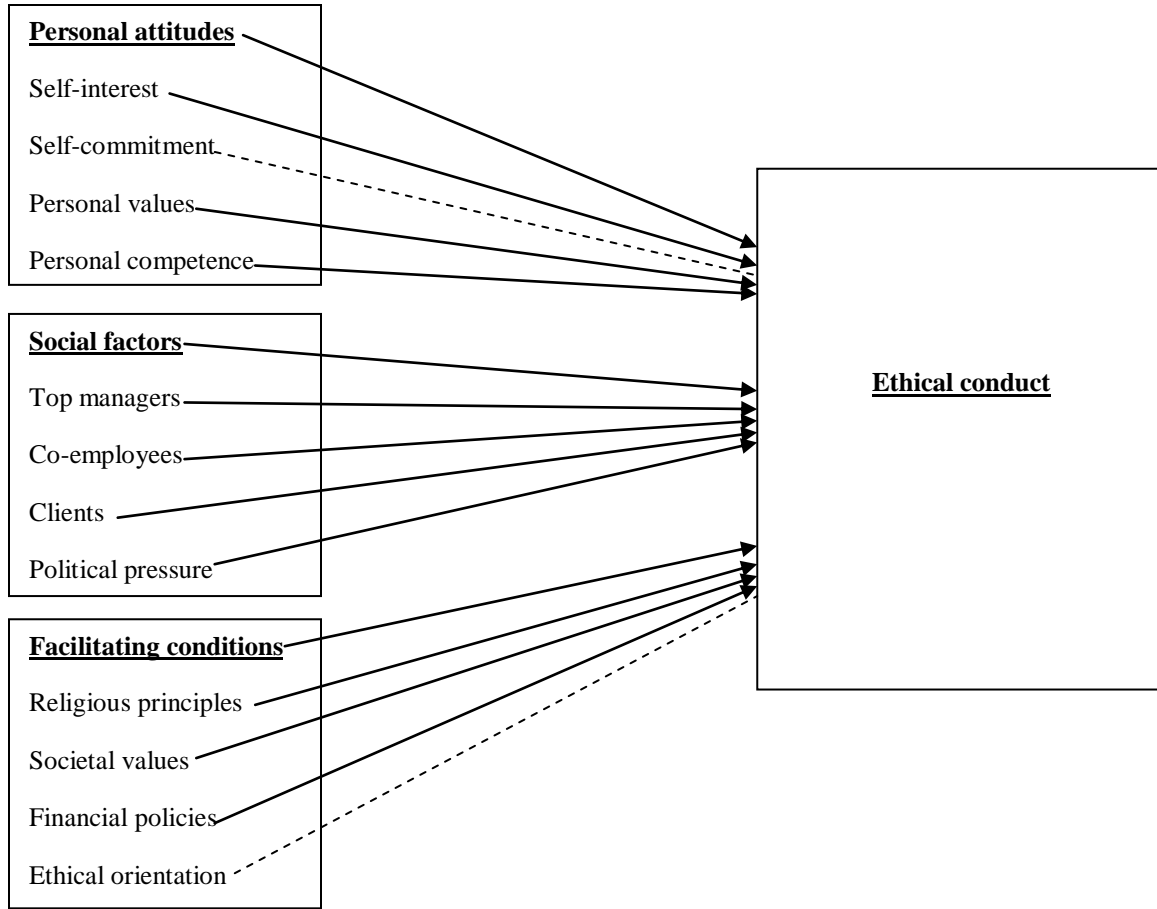 Personal attitudes
Self-interest
Self-commitment
Personal values
Personal competence
Social factors
Top managers
Co-employees
Clients
Political pressure
Facilitating conditions
Religious principles
Societal values
Financial policies
Ethical orientation
Ethical conduct